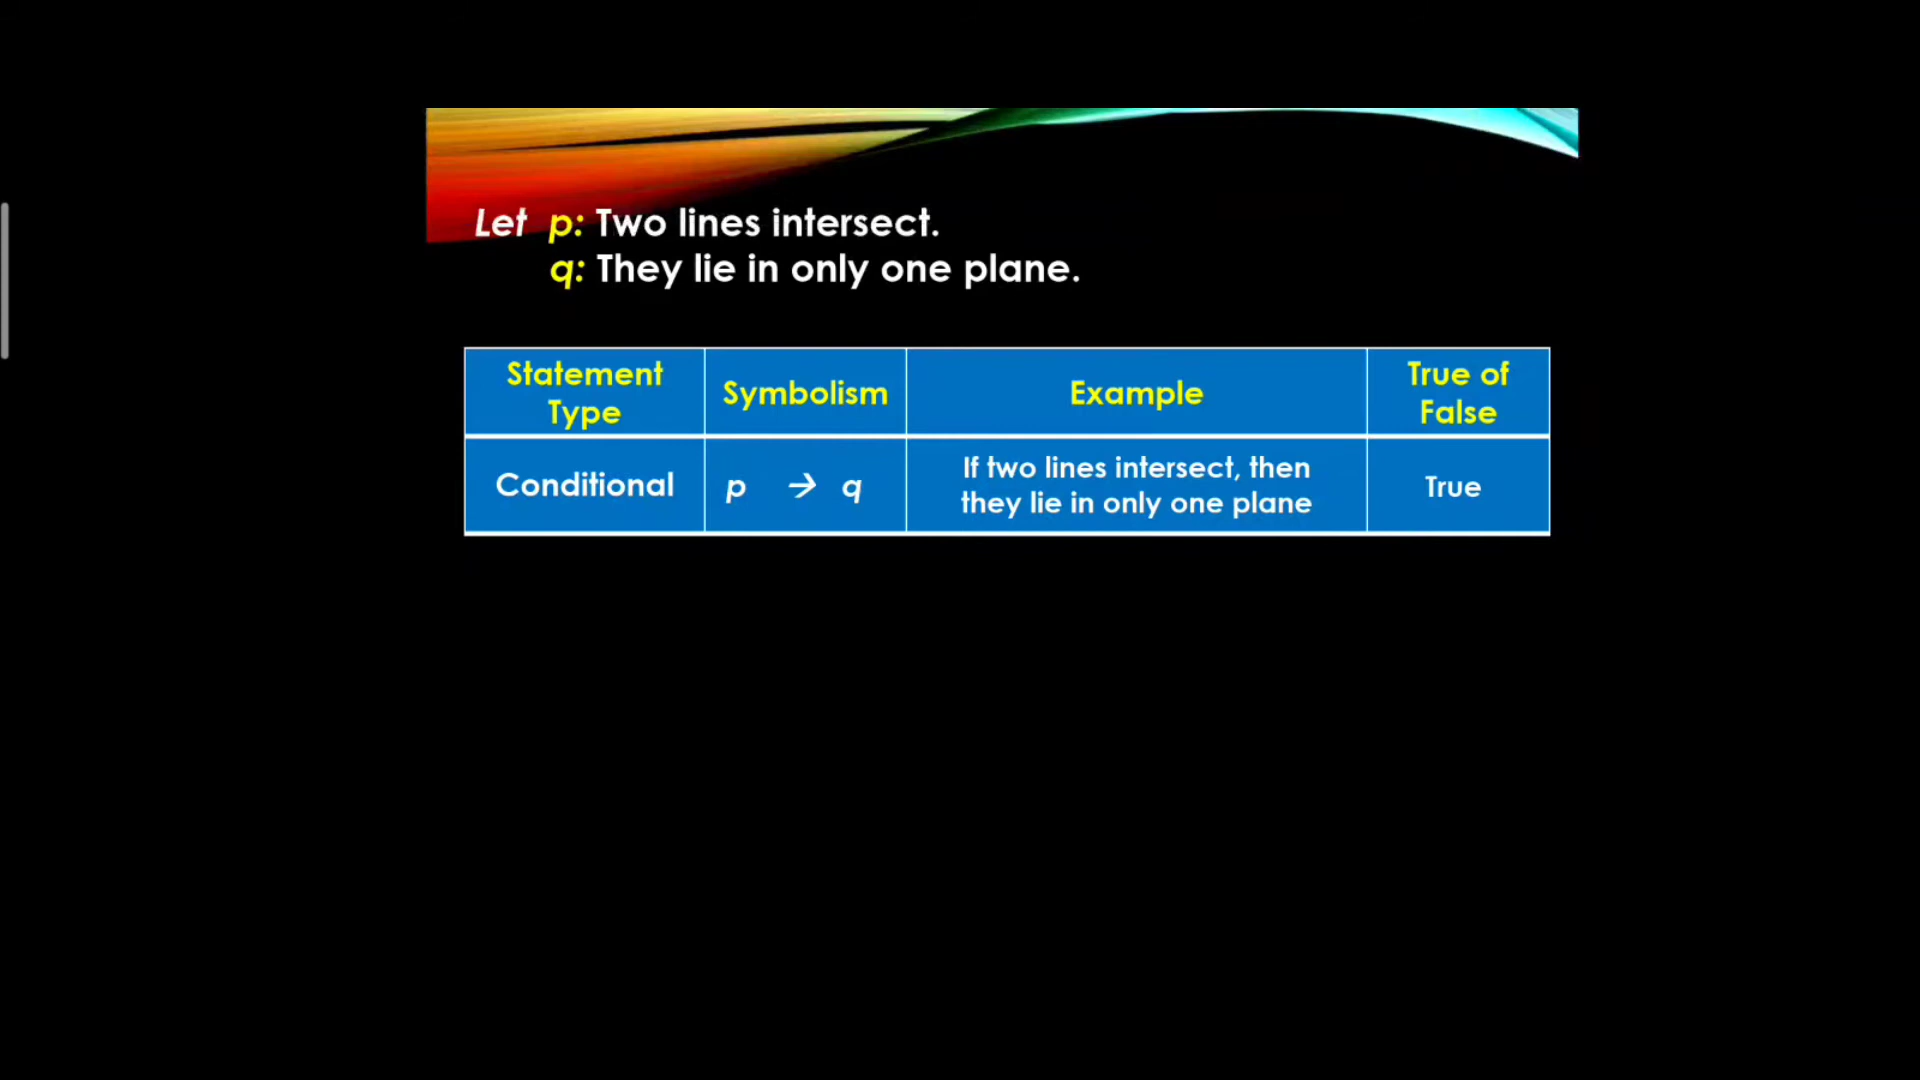 Let p: Two lines intersect.
q: They lie in only one plane.
Statement Type
Symbolism
Example
True of False
Conditional
p → q
If two lines intersect, then
they lie in only one plane
True